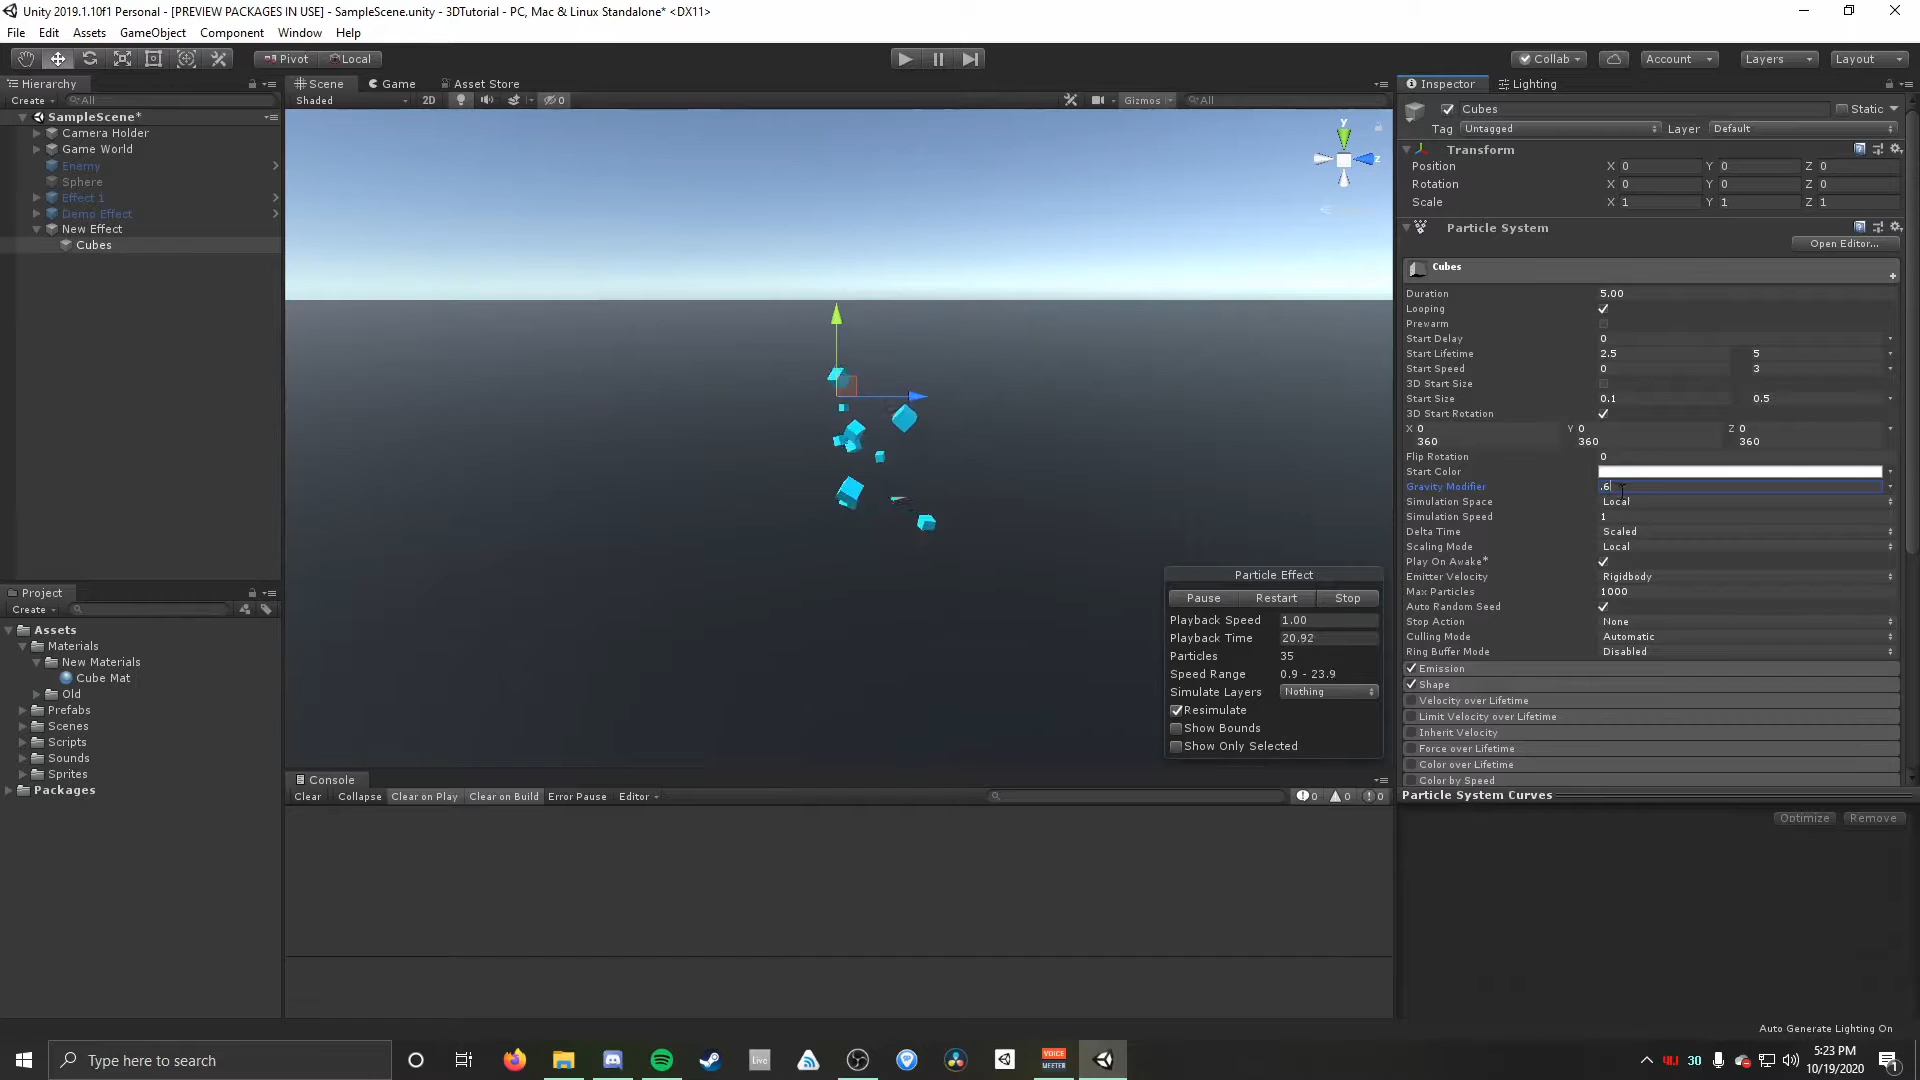 Unity 2019.1.10f1 Personal - [PREVIEW PACKAGES IN USE] - SampleScene.unity - 3DTutorial - PC, Mac & Linux Standalone* <DX11>
File Edit Assets GameObject Component Window Help
Pivot Local Collab Account Layers Layout
Hierarchy
Create All
SampleScene*
Camera Holder
Game World
Enemy
Sphere
Effect 1
Demo Effect
New Effect
Cubes
Project
Create
Assets
Materials
New Materials
Cube Mat
Old
Prefabs
Scenes
Scripts
Sounds
Sprites
Packages
Scene Game Asset Store
Shaded 2D 0 Gizmos All
y
z
Particle Effect
Pause Restart Stop
Playback Speed 1.00
Playback Time 20.92
Particles 35
Speed Range 0.9 - 23.9
Simulate Layers Nothing
Resimulate
Show Bounds
Show Only Selected
Console
Clear Collapse Clear on Play Clear on Build Error Pause Editor 0 0 0
Inspector Lighting
Cubes Static
Tag Untagged Layer Default
Transform
Position X 0 Y 0 Z 0
Rotation X 0 Y 0 Z 0
Scale X 1 Y 1 Z 1
Particle System
Open Editor...
Cubes
Duration 5.00
Looping
Prewarm
Start Delay 0
Start Lifetime 2.5 5
Start Speed 0 3
3D Start Size
Start Size 0.1 0.5
3D Start Rotation
X 0 Y 0 Z 0
360 360 360
Flip Rotation 0
Start Color
Gravity Modifier .6
Simulation Space Local
Simulation Speed 1
Delta Time Scaled
Scaling Mode Local
Play On Awake*
Emitter Velocity Rigidbody
Max Particles 1000
Auto Random Seed
Stop Action None
Culling Mode Automatic
Ring Buffer Mode Disabled
Emission
Shape
Velocity over Lifetime
Limit Velocity over Lifetime
Inherit Velocity
Force over Lifetime
Color over Lifetime
Color by Speed
Particle System Curves
Optimize Remove
Auto Generate Lighting On
Type here to search
Live
VOICE
MEETER
30
5:23 PM
10/19/2020
1